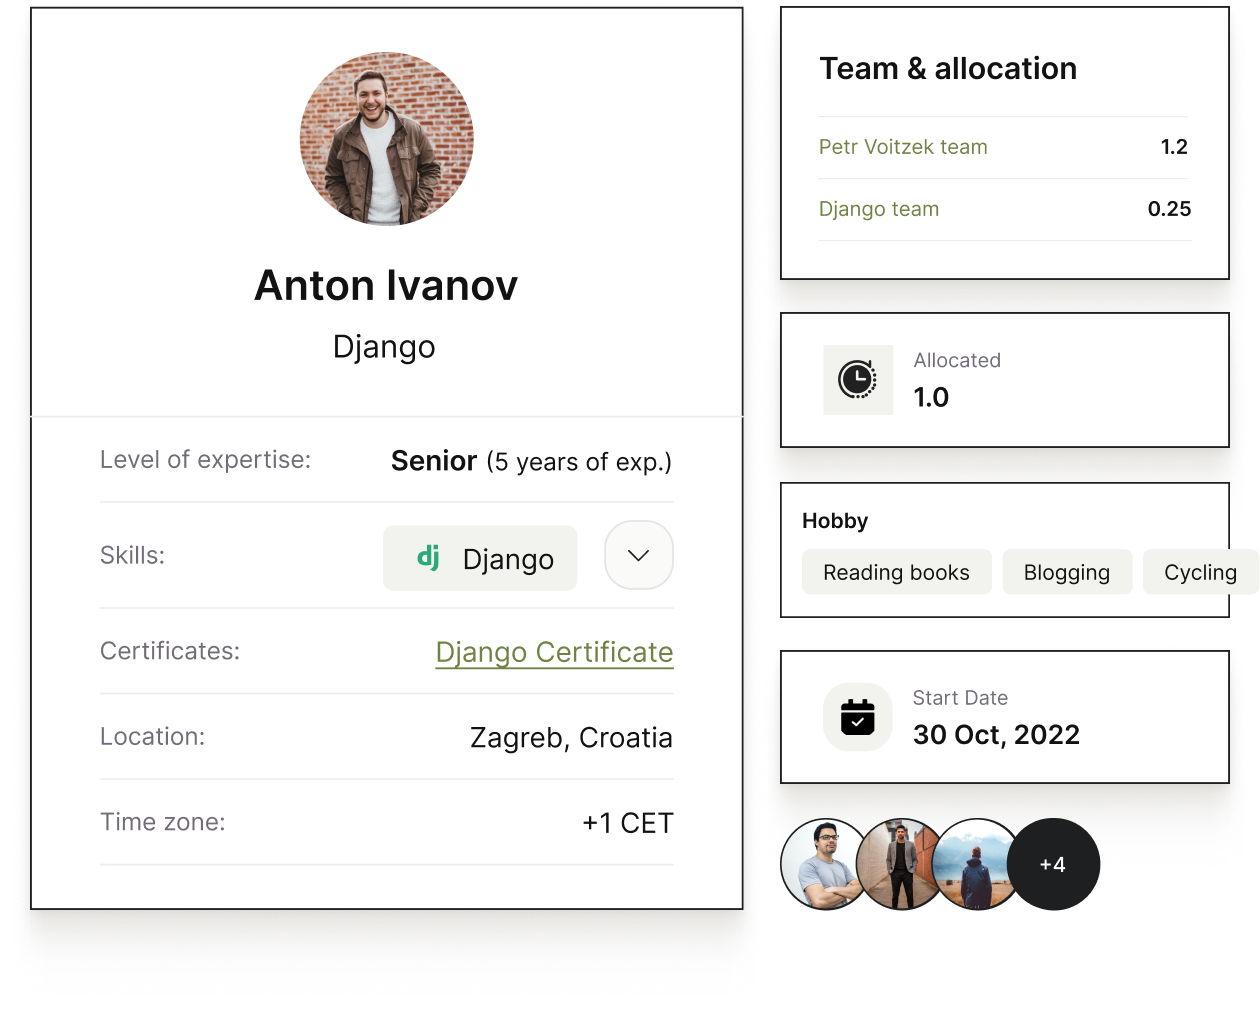 Anton Ivanov
Django
Level of expertise: Senior (5 years of exp.)
Skills: dj Django
Certificates: Django Certificate
Location: Zagreb, Croatia
Time zone: +1 CET
Team & allocation
Petr Voitzek team 1.2
Django team 0.25
Allocated
1.0
Hobby
Reading books Blogging Cycling
Start Date
30 Oct, 2022
+4